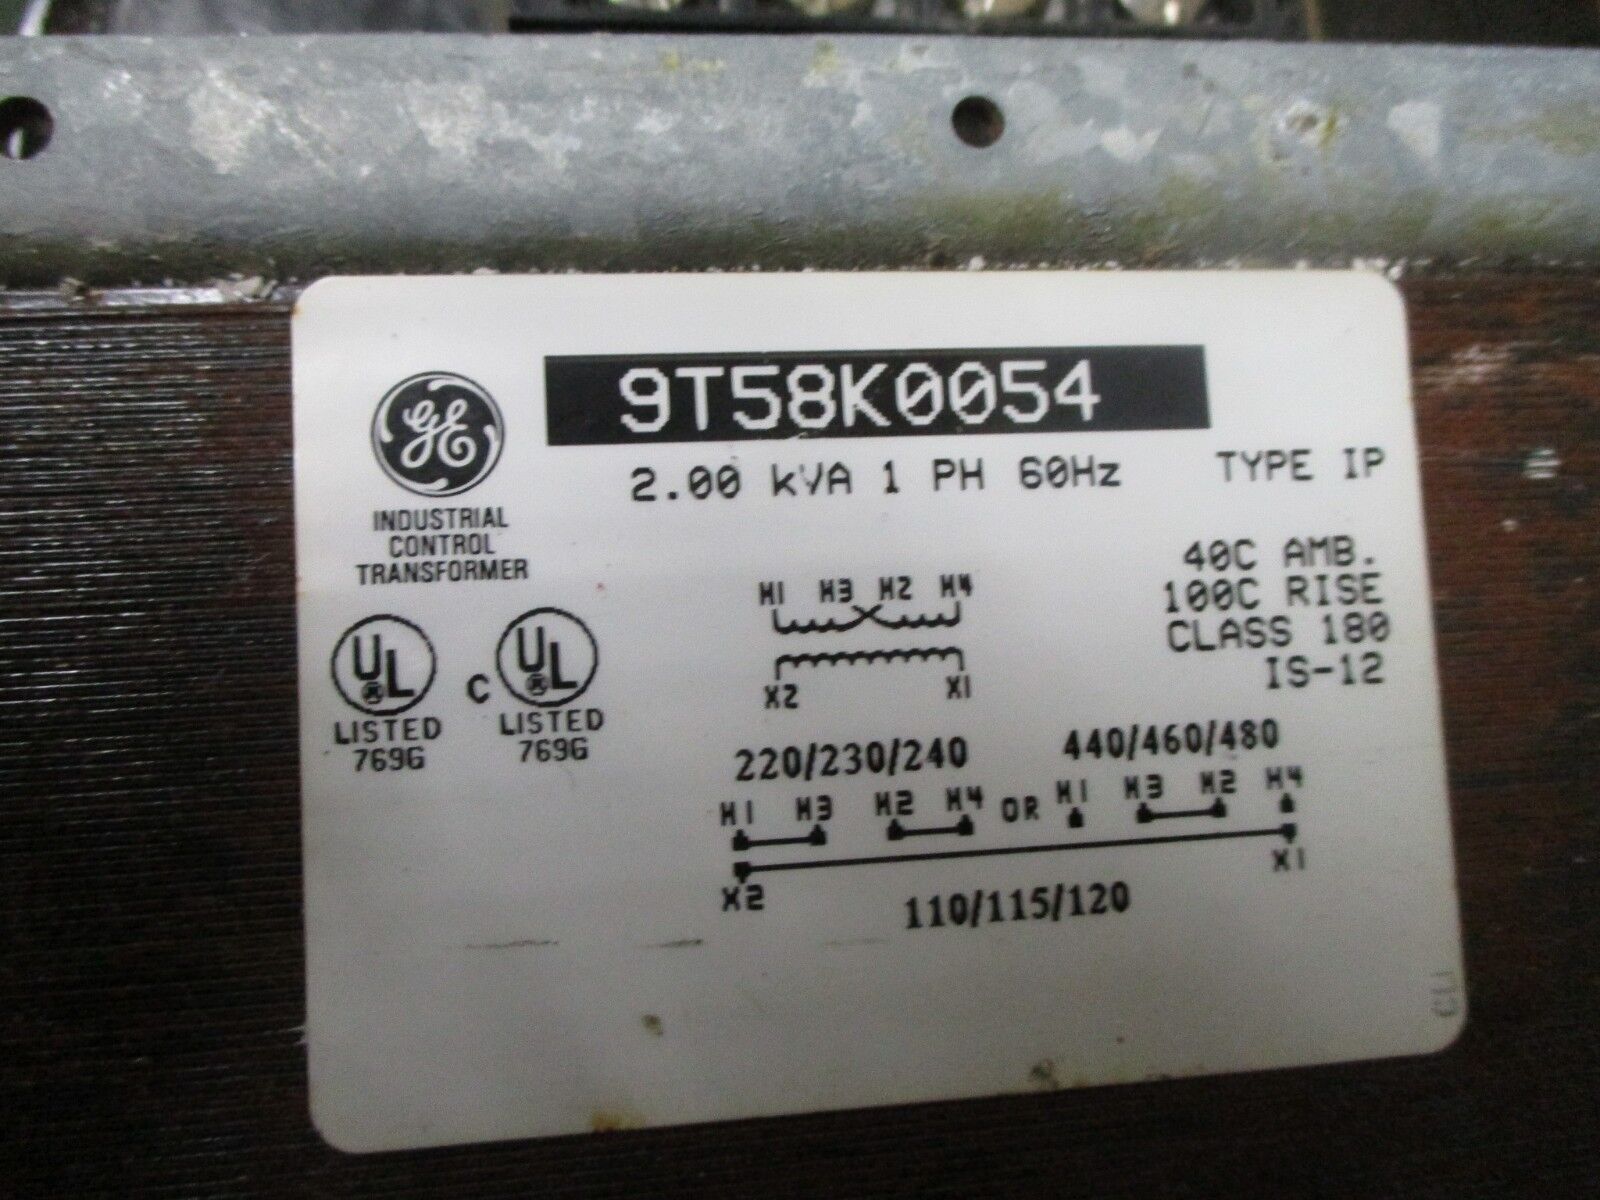 9T58K0054
GE
INDUSTRIAL
CONTROL
TRANSFORMER
2.00 kVA 1 PH 60Hz TYPE IP
40C AMB.
100C RISE
CLASS 180
IS-12
H1 H3 H2 H4
X2 X1
UL
LISTED
769G
C UL
LISTED
769G
220/230/240 440/460/480
H1 H3 H2 H4 OR H1 H3 H2 H4
X2 X1
110/115/120